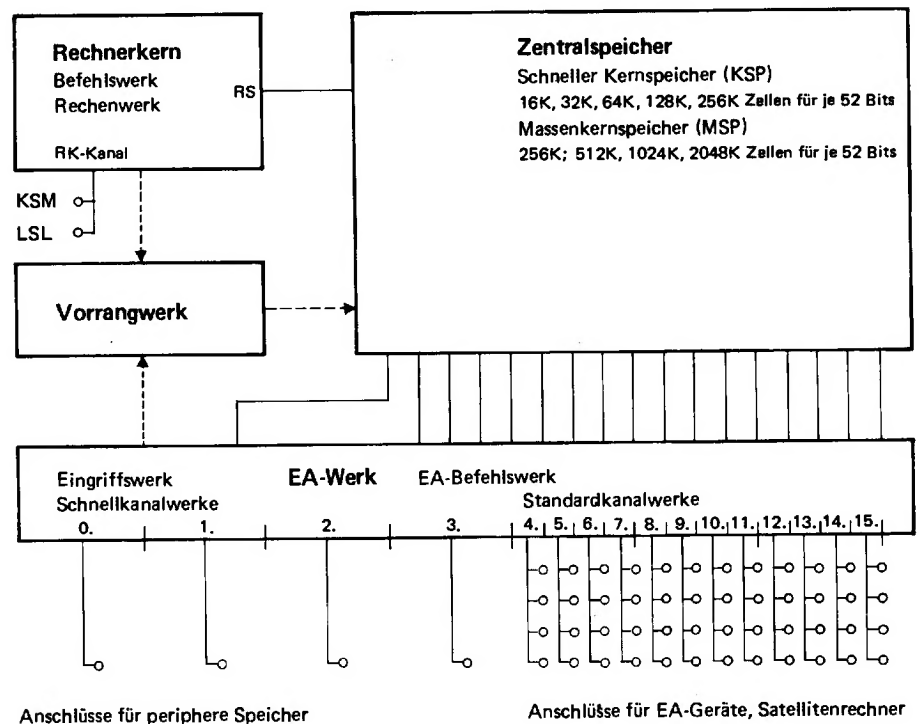 Rechnerkern
Befehlswerk
Rechenwerk
RS
RK-Kanal
KSM
LSL
Zentralspeicher
Schneller Kernspeicher (KSP)
16K, 32K, 64K, 128K, 256K Zellen für je 52 Bits
Massenkernspeicher (MSP)
256K; 512K, 1024K, 2048K Zellen für je 52 Bits
Vorrangwerk
Eingriffswerk
Schnellkanalwerke
EA-Werk
EA-Befehlswerk
Standardkanalwerke
0. 1. 2. 3. 4. 5. 6. 7. 8. 9. 10. 11. 12. 13. 14. 15.
Anschlüsse für periphere Speicher
Anschlüsse für EA-Geräte, Satellitenrechner